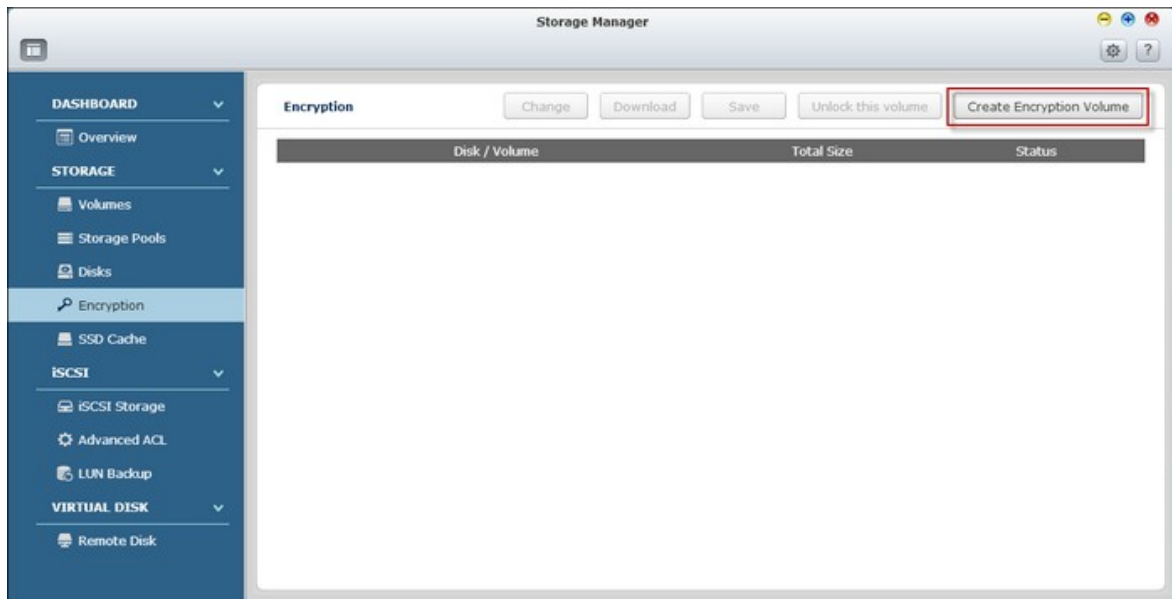 Storage Manager
?
DASHBOARD
Overview
STORAGE
Volumes
Storage Pools
Disks
Encryption
SSD Cache
iSCSI
iSCSI Storage
Advanced ACL
LUN Backup
VIRTUAL DISK
Remote Disk
Encryption Change Download Save Unlock this volume Create Encryption Volume
Disk / Volume Total Size Status